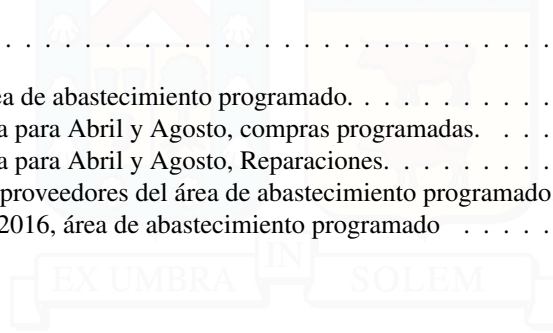 . . . . . . . . . . . . . . . . . . . . . . .
ea de abastecimiento programado. . . . . . . . . . . .
a para Abril y Agosto, compras programadas. . . . .
a para Abril y Agosto, Reparaciones. . . . . . . . . .
proveedores del área de abastecimiento programado
2016, área de abastecimiento programado . . . . .
EX UMBRA IN SOLEM